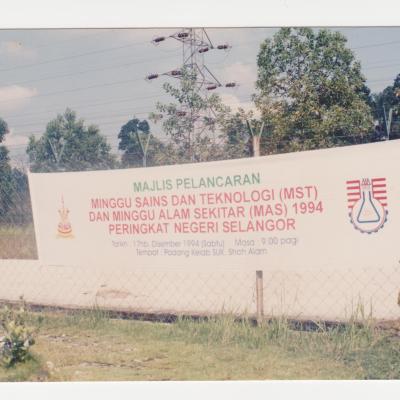 MAJLIS PELANCARAN
MINGGU SAINS DAN TEKNOLOGI (MST)
DAN MINGGU ALAM SEKITAR (MAS) 1994
PERINGKAT NEGERI SELANGOR
Tarikh : 17hb. Disember 1994 (Sabtu) Masa : 9.00 pagi
Tempat : Padang Kelab SUK, Shah Alam